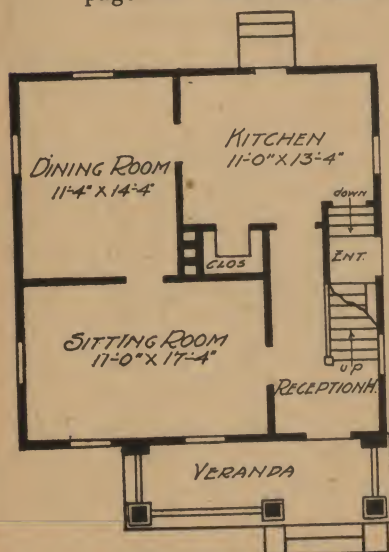 KITCHEN
11'-0" X 13'-4"
DINING ROOM
11'-4" X 14'-4"
down
ENT.
CLOS
SITTING ROOM
17'-0" X 17'-4"
UP
RECEPTION H.
VERANDA